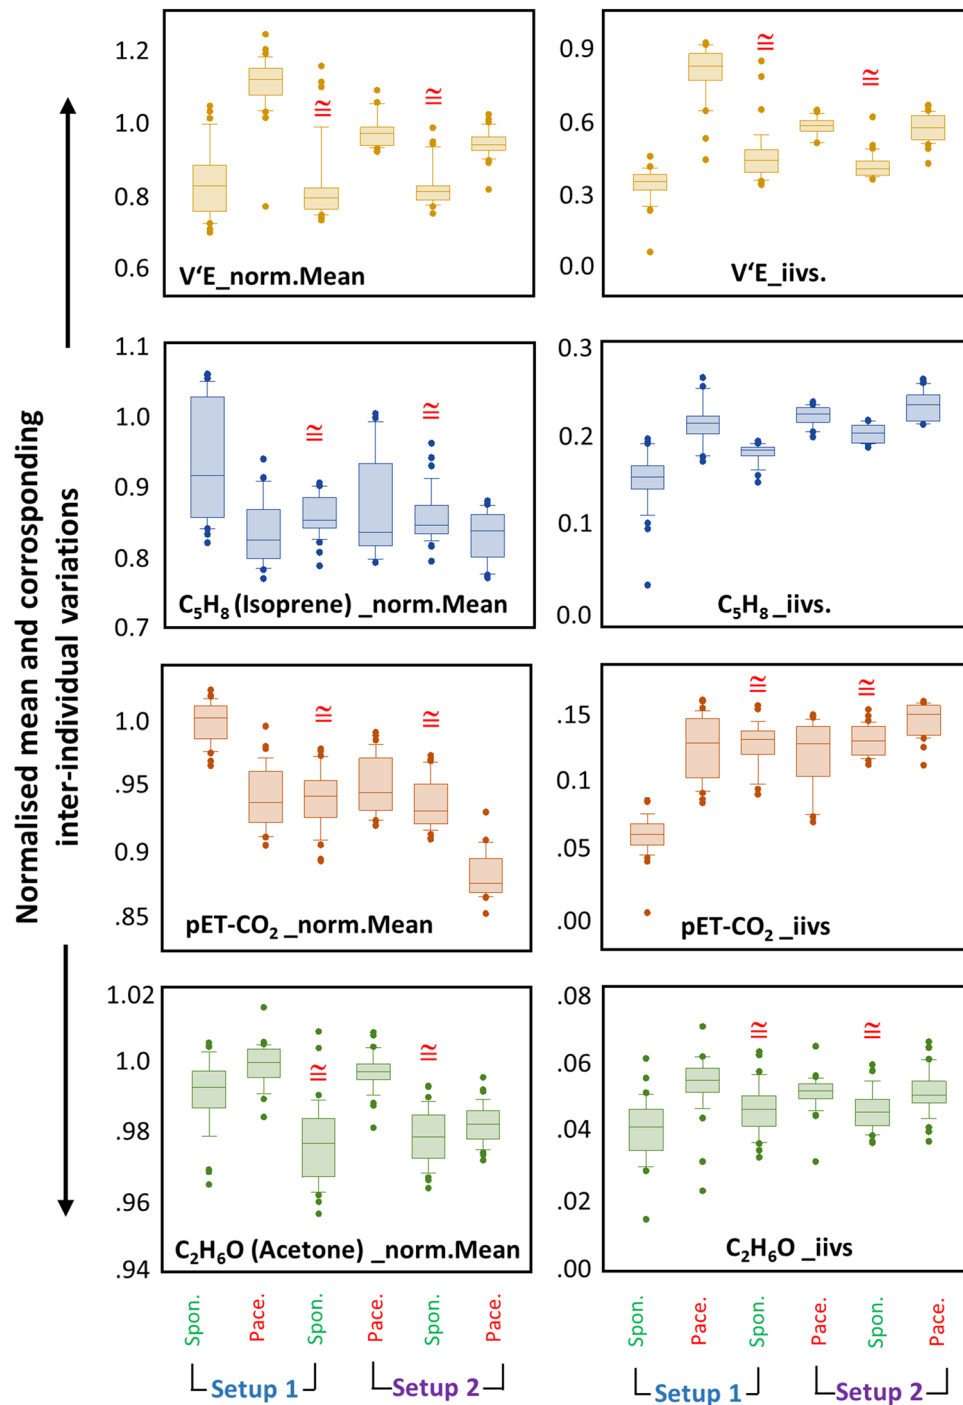 Normalised mean and corrosponding
inter-individual variations
1.2
1.0
0.8
0.6
≅
≅
V‘E_norm.Mean
0.9
0.6
0.3
0.0
≅
≅
V‘E_iivs.
1.1
1.0
0.9
0.8
0.7
≅
≅
C₅H₈ (Isoprene) _norm.Mean
0.3
0.2
0.1
0.0
C₅H₈ _iivs.
1.0
.95
0.9
.85
≅
≅
pET-CO₂ _norm.Mean
.15
0.1
.05
.00
≅
≅
pET-CO₂ _iivs
1.02
1.0
.98
.96
.94
≅
≅
C₂H₆O (Acetone) _norm.Mean
.08
.06
.04
.02
.00
≅
≅
C₂H₆O _iivs
Spon.
Pace.
Spon.
Pace.
Spon.
Pace.
Setup 1
Setup 2
Spon.
Pace.
Spon.
Pace.
Spon.
Pace.
Setup 1
Setup 2